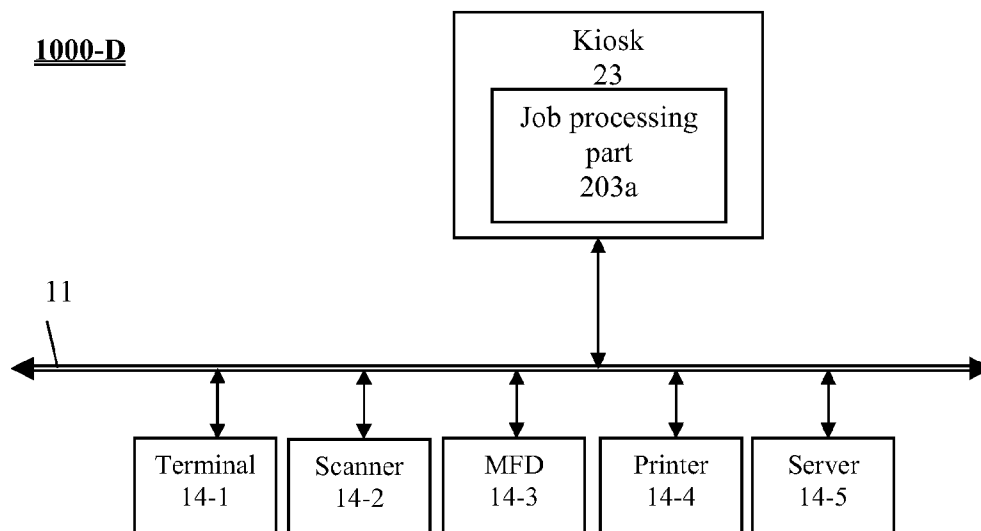 1000-D
Kiosk
23
Job processing
part
203a
11
Terminal
14-1
Scanner
14-2
MFD
14-3
Printer
14-4
Server
14-5